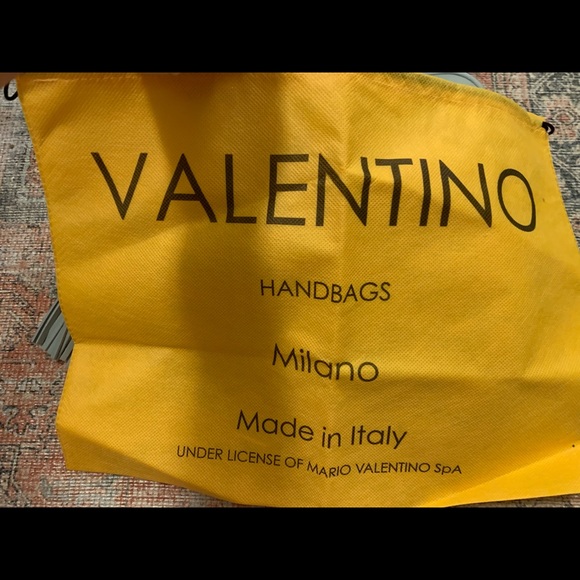 VALENTINO
HANDBAGS
Milano
Made in Italy
UNDER LICENSE OF MARIO VALENTINO SpA